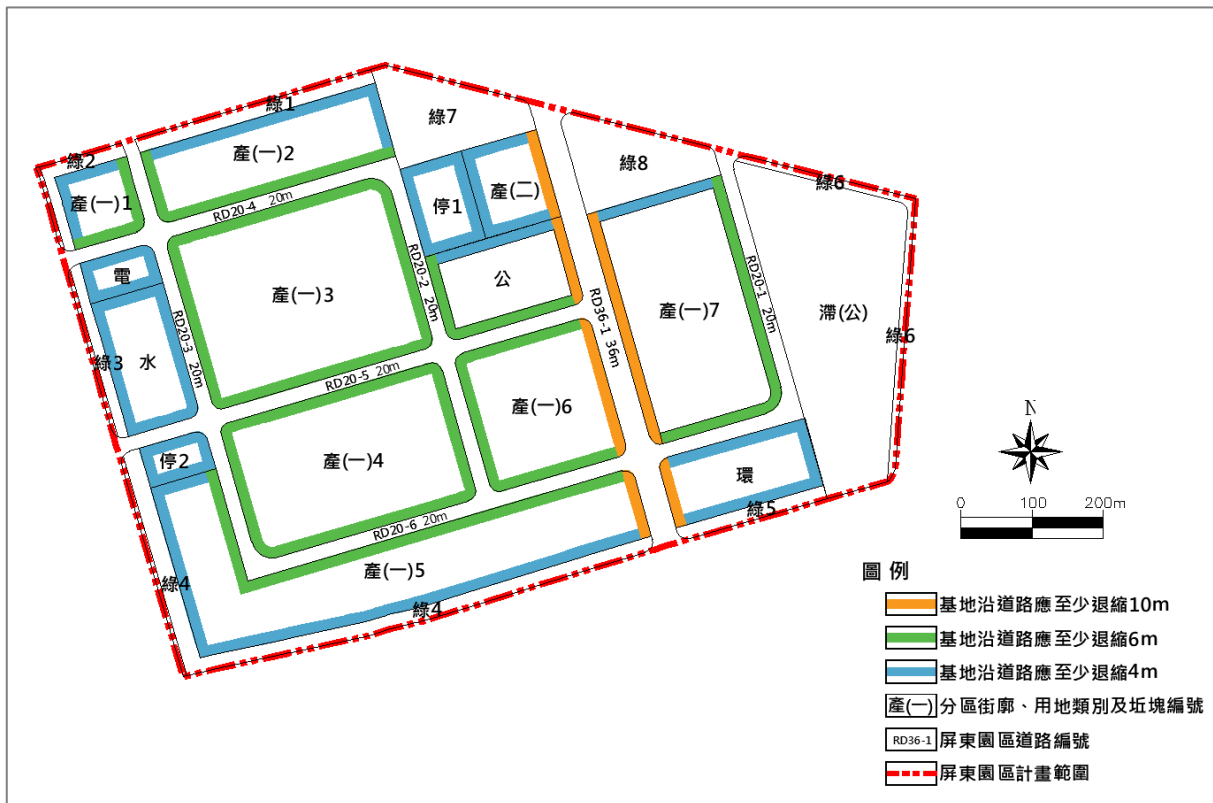 綠1
綠7
綠2
產(一)2
綠8
綠6
產(一)1
RD20-4 20m
停1
產(二)
電
RD20-2 20m
公
RD20-1 20m
產(一)3
RD36-1 36m
產(一)7
滯(公)
綠6
RD20-3 20m
綠3
水
RD20-5 20m
產(一)6
停2
產(一)4
環
綠5
RD20-6 20m
產(一)5
綠4
綠4
N
0 100 200m
圖例
基地沿道路應至少退縮10m
基地沿道路應至少退縮6m
基地沿道路應至少退縮4m
產(一) 分區街廓、用地類別及坵塊編號
RD36-1 屏東園區道路編號
屏東園區計畫範圍